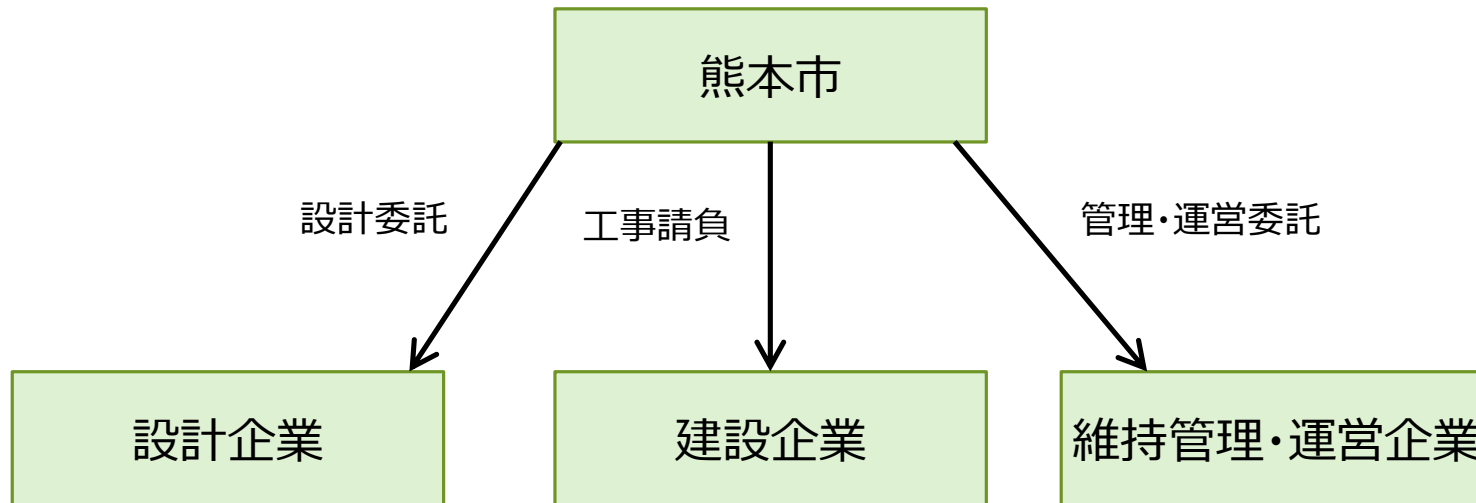 熊本市
設計委託
工事請負
管理・運営委託
設計企業
建設企業
維持管理・運営企業